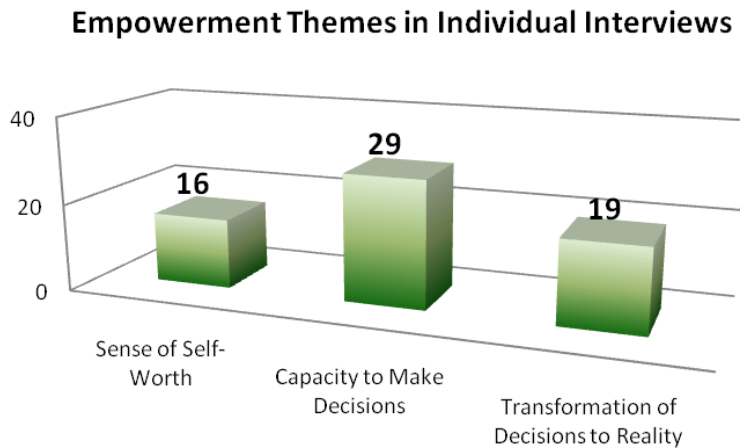 Empowerment Themes in Individual Interviews
40
20
0
16
29
19
Sense of Self-
Worth
Capacity to Make
Decisions
Transformation of
Decisions to Reality